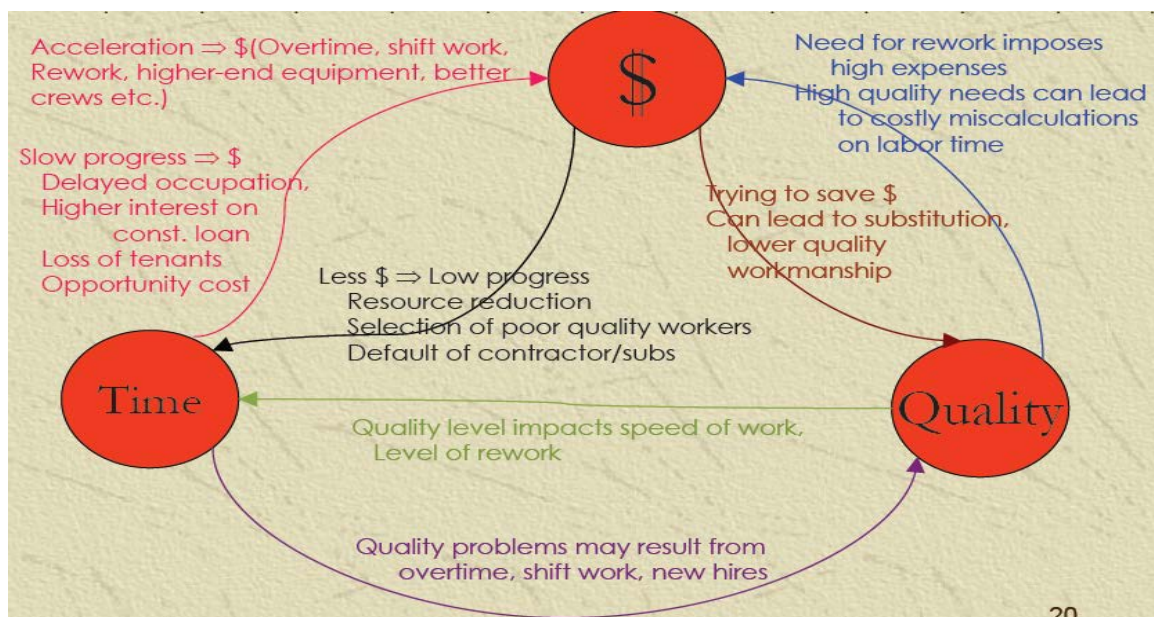 Acceleration ⇒ $(Overtime, shift work,
Rework, higher-end equipment, better
crews etc.)
$
Need for rework imposes
high expenses
High quality needs can lead
to costly miscalculations
on labor time
Slow progress ⇒ $
Delayed occupation,
Higher interest on
const. loan
Loss of tenants
Opportunity cost
Trying to save $
Can lead to substitution,
lower quality
workmanship
Less $ ⇒ Low progress
Resource reduction
Selection of poor quality workers
Default of contractor/subs
Time
Quality
Quality level impacts speed of work,
Level of rework
Quality problems may result from
overtime, shift work, new hires
20